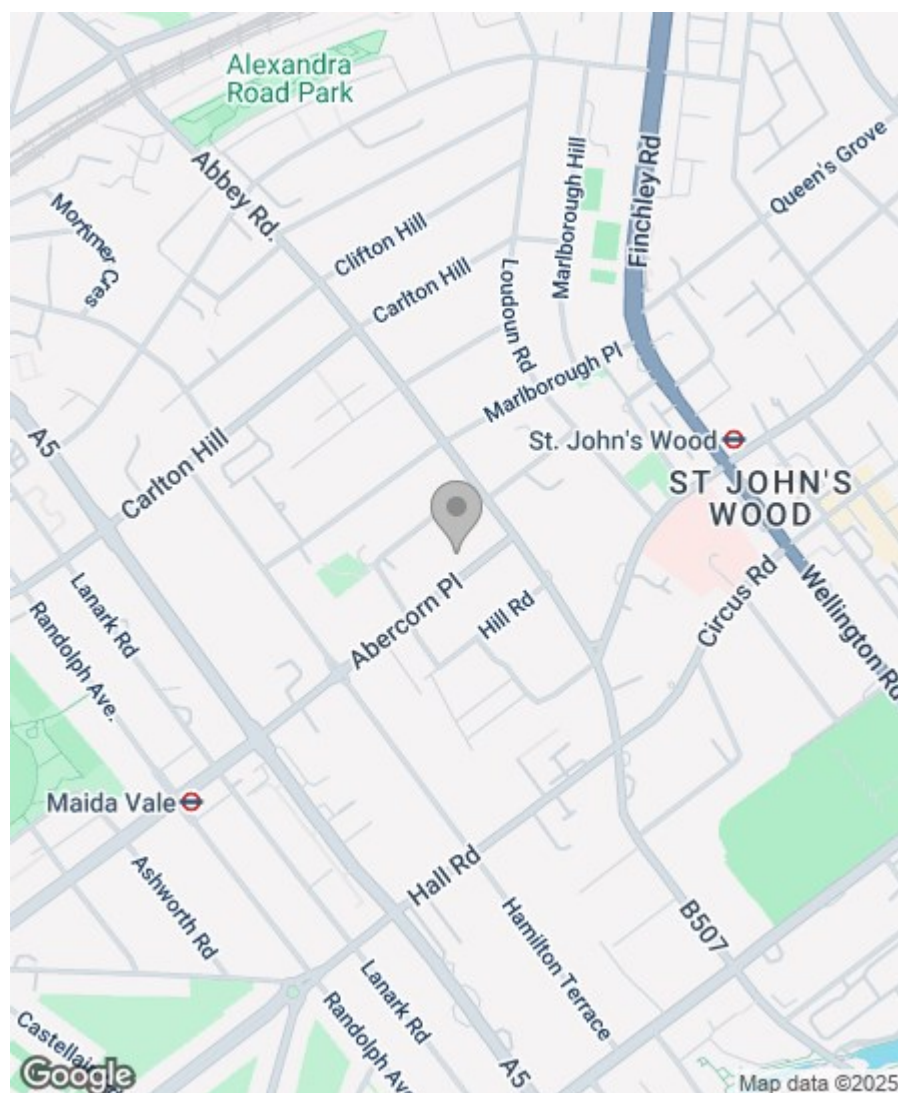 Alexandra
Road Park
Abbey Rd.
Marlborough Hill
Finchley Rd
Queen's Grove
Mortimer Cres
Clifton Hill
Carlton Hill
Loudoun Rd
Marlborough Pl
A5
Carlton Hill
St. John's Wood
ST JOHN'S
WOOD
Lanark Rd
Randolph Ave.
Abercorn Pl
Hill Rd
Circus Rd
Wellington Rd
Maida Vale
Ashworth Rd
Hall Rd
Hamilton Terrace
B507
Lanark Rd
Randolph Ave
A5
Google
Map data ©2025